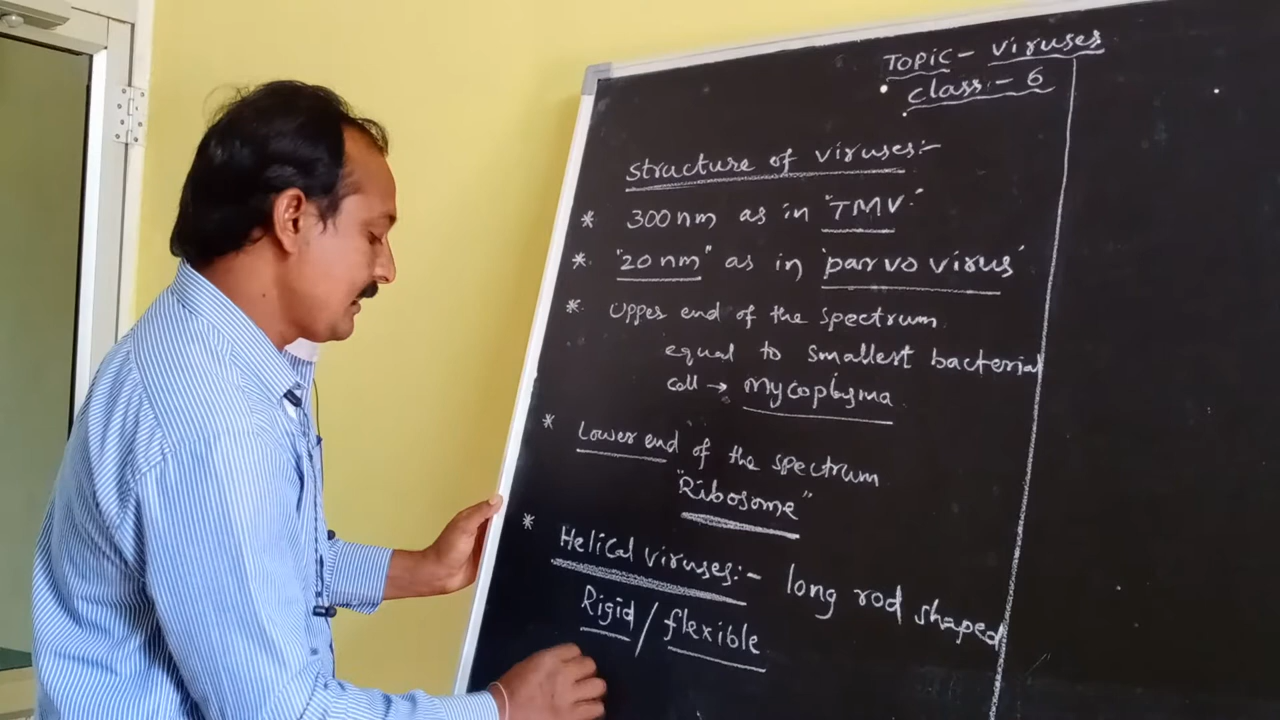 Topic - Viruses
class:- 6
structure of viruses:-
* 300nm as in "TMV"
* "20 nm" as in 'parvo virus'
* Upper end of the spectrum
equal to smallest bacterial
cell → Mycoplasma
* Lower end of the spectrum
"Ribosome"
* Helical viruses:- long rod shaped
Rigid/flexible